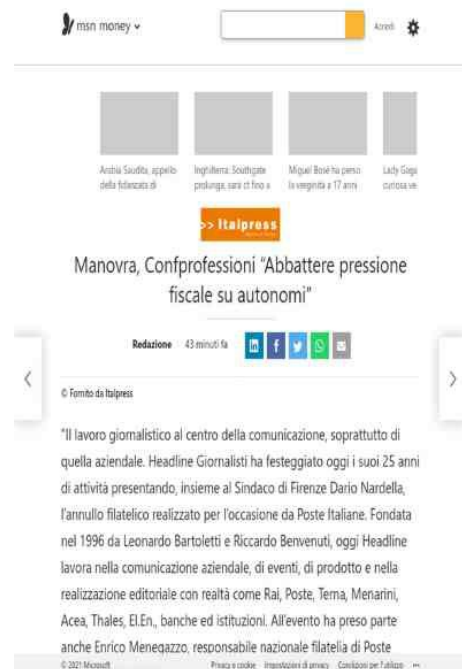 msn money
Accedi
Arabia Saudita, appello
della fidanzata di
Inghilterra: Southgate
prolunga, sarà ct fino a
Miguel Bosé ha perso
la verginità a 17 anni
Lady Gaga
curiosa ve
>> Italpress
Manovra, Confprofessioni “Abbattere pressione
fiscale su autonomi”
Redazione 43 minuti fa
© Fornito da Italpress
"Il lavoro giornalistico al centro della comunicazione, soprattutto di
quella aziendale. Headline Giornalisti ha festeggiato oggi i suoi 25 anni
di attività presentando, insieme al Sindaco di Firenze Dario Nardella,
l'annullo filatelico realizzato per l'occasione da Poste Italiane. Fondata
nel 1996 da Leonardo Bartoletti e Riccardo Benvenuti, oggi Headline
lavora nella comunicazione aziendale, di eventi, di prodotto e nella
realizzazione editoriale con realtà come Rai, Poste, Terna, Menarini,
Acea, Thales, El.En., banche ed istituzioni. All'evento ha preso parte
anche Enrico Menegazzo, responsabile nazionale filatelia di Poste
© 2021 Microsoft Privacy e cookie Impostazioni di privacy Condizioni per l'utilizzo